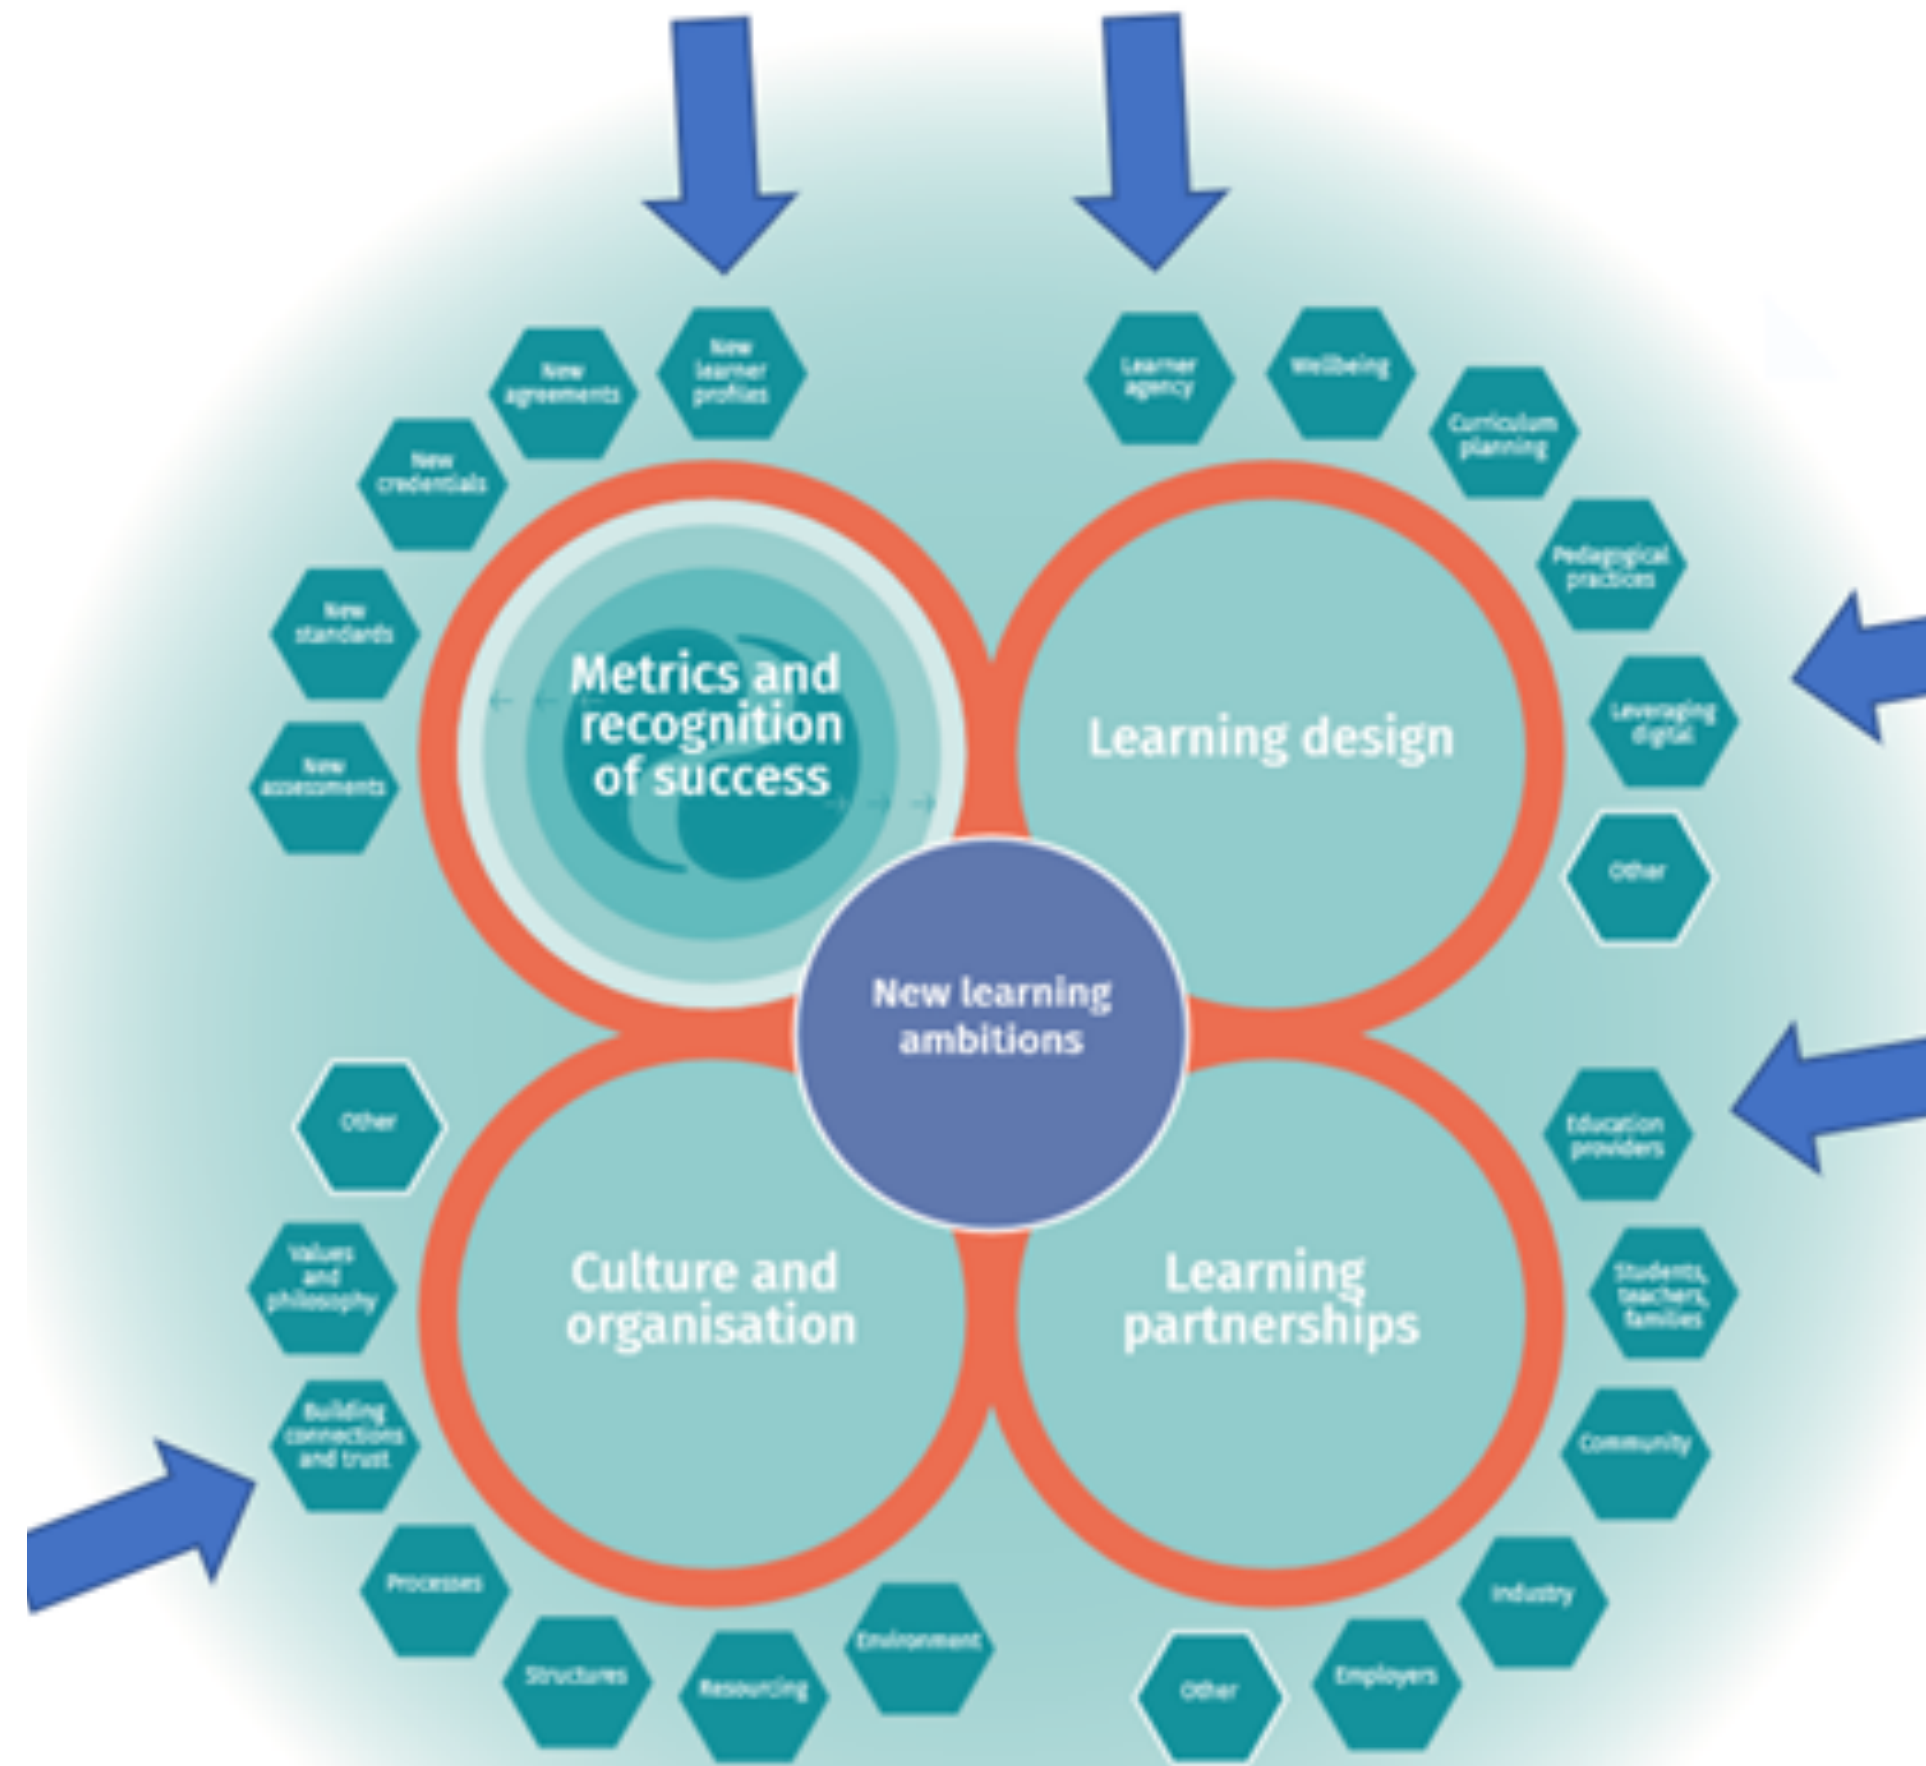 New
learner
profiles
New
agreements
New
credentials
New
standards
New
assessments
Metrics and
recognition
of success
Learner
agency
Wellbeing
Curriculum
planning
Pedagogical
practices
Leveraging
digital
Other
Learning design
New learning
ambitions
Other
Values
and
philosophy
Building
connections
and trust
Processes
Structures
Resourcing
Environment
Culture and
organisation
Learning
partnerships
Education
providers
Students,
teachers,
families
Community
Industry
Employers
Other